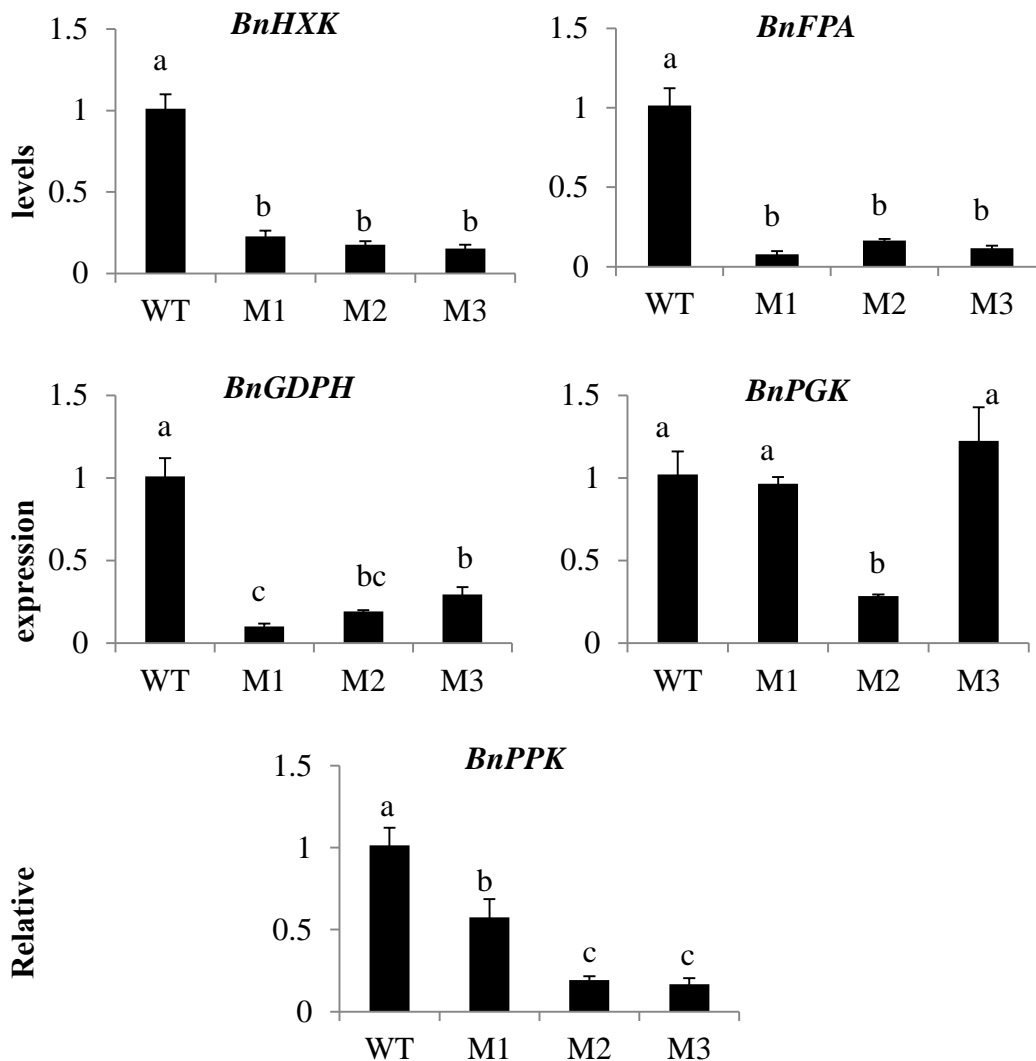 BnHXK
1.5
a
1
levels
0.5
b b b
0
WT M1 M2 M3
BnFPA
1.5
a
1
0.5
b b b
0
WT M1 M2 M3
BnGDPH
1.5
a
1
expression
0.5
c bc b
0
WT M1 M2 M3
BnPGK
1.5
a a b a
1
0.5
0
WT M1 M2 M3
BnPPK
1.5
a
1
Relative
b
0.5
c c
0
WT M1 M2 M3